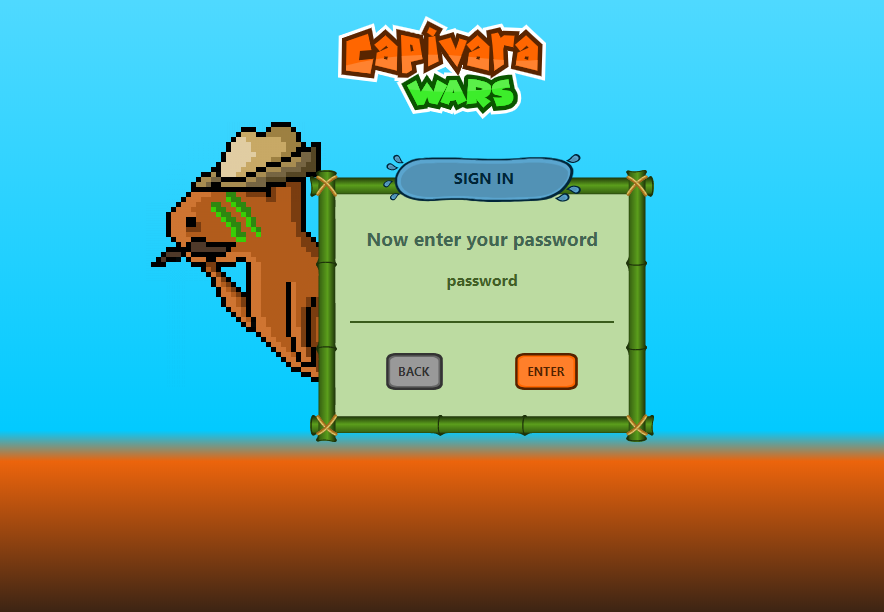 Capivara
WARS
SIGN IN
Now enter your password
password
BACK
ENTER